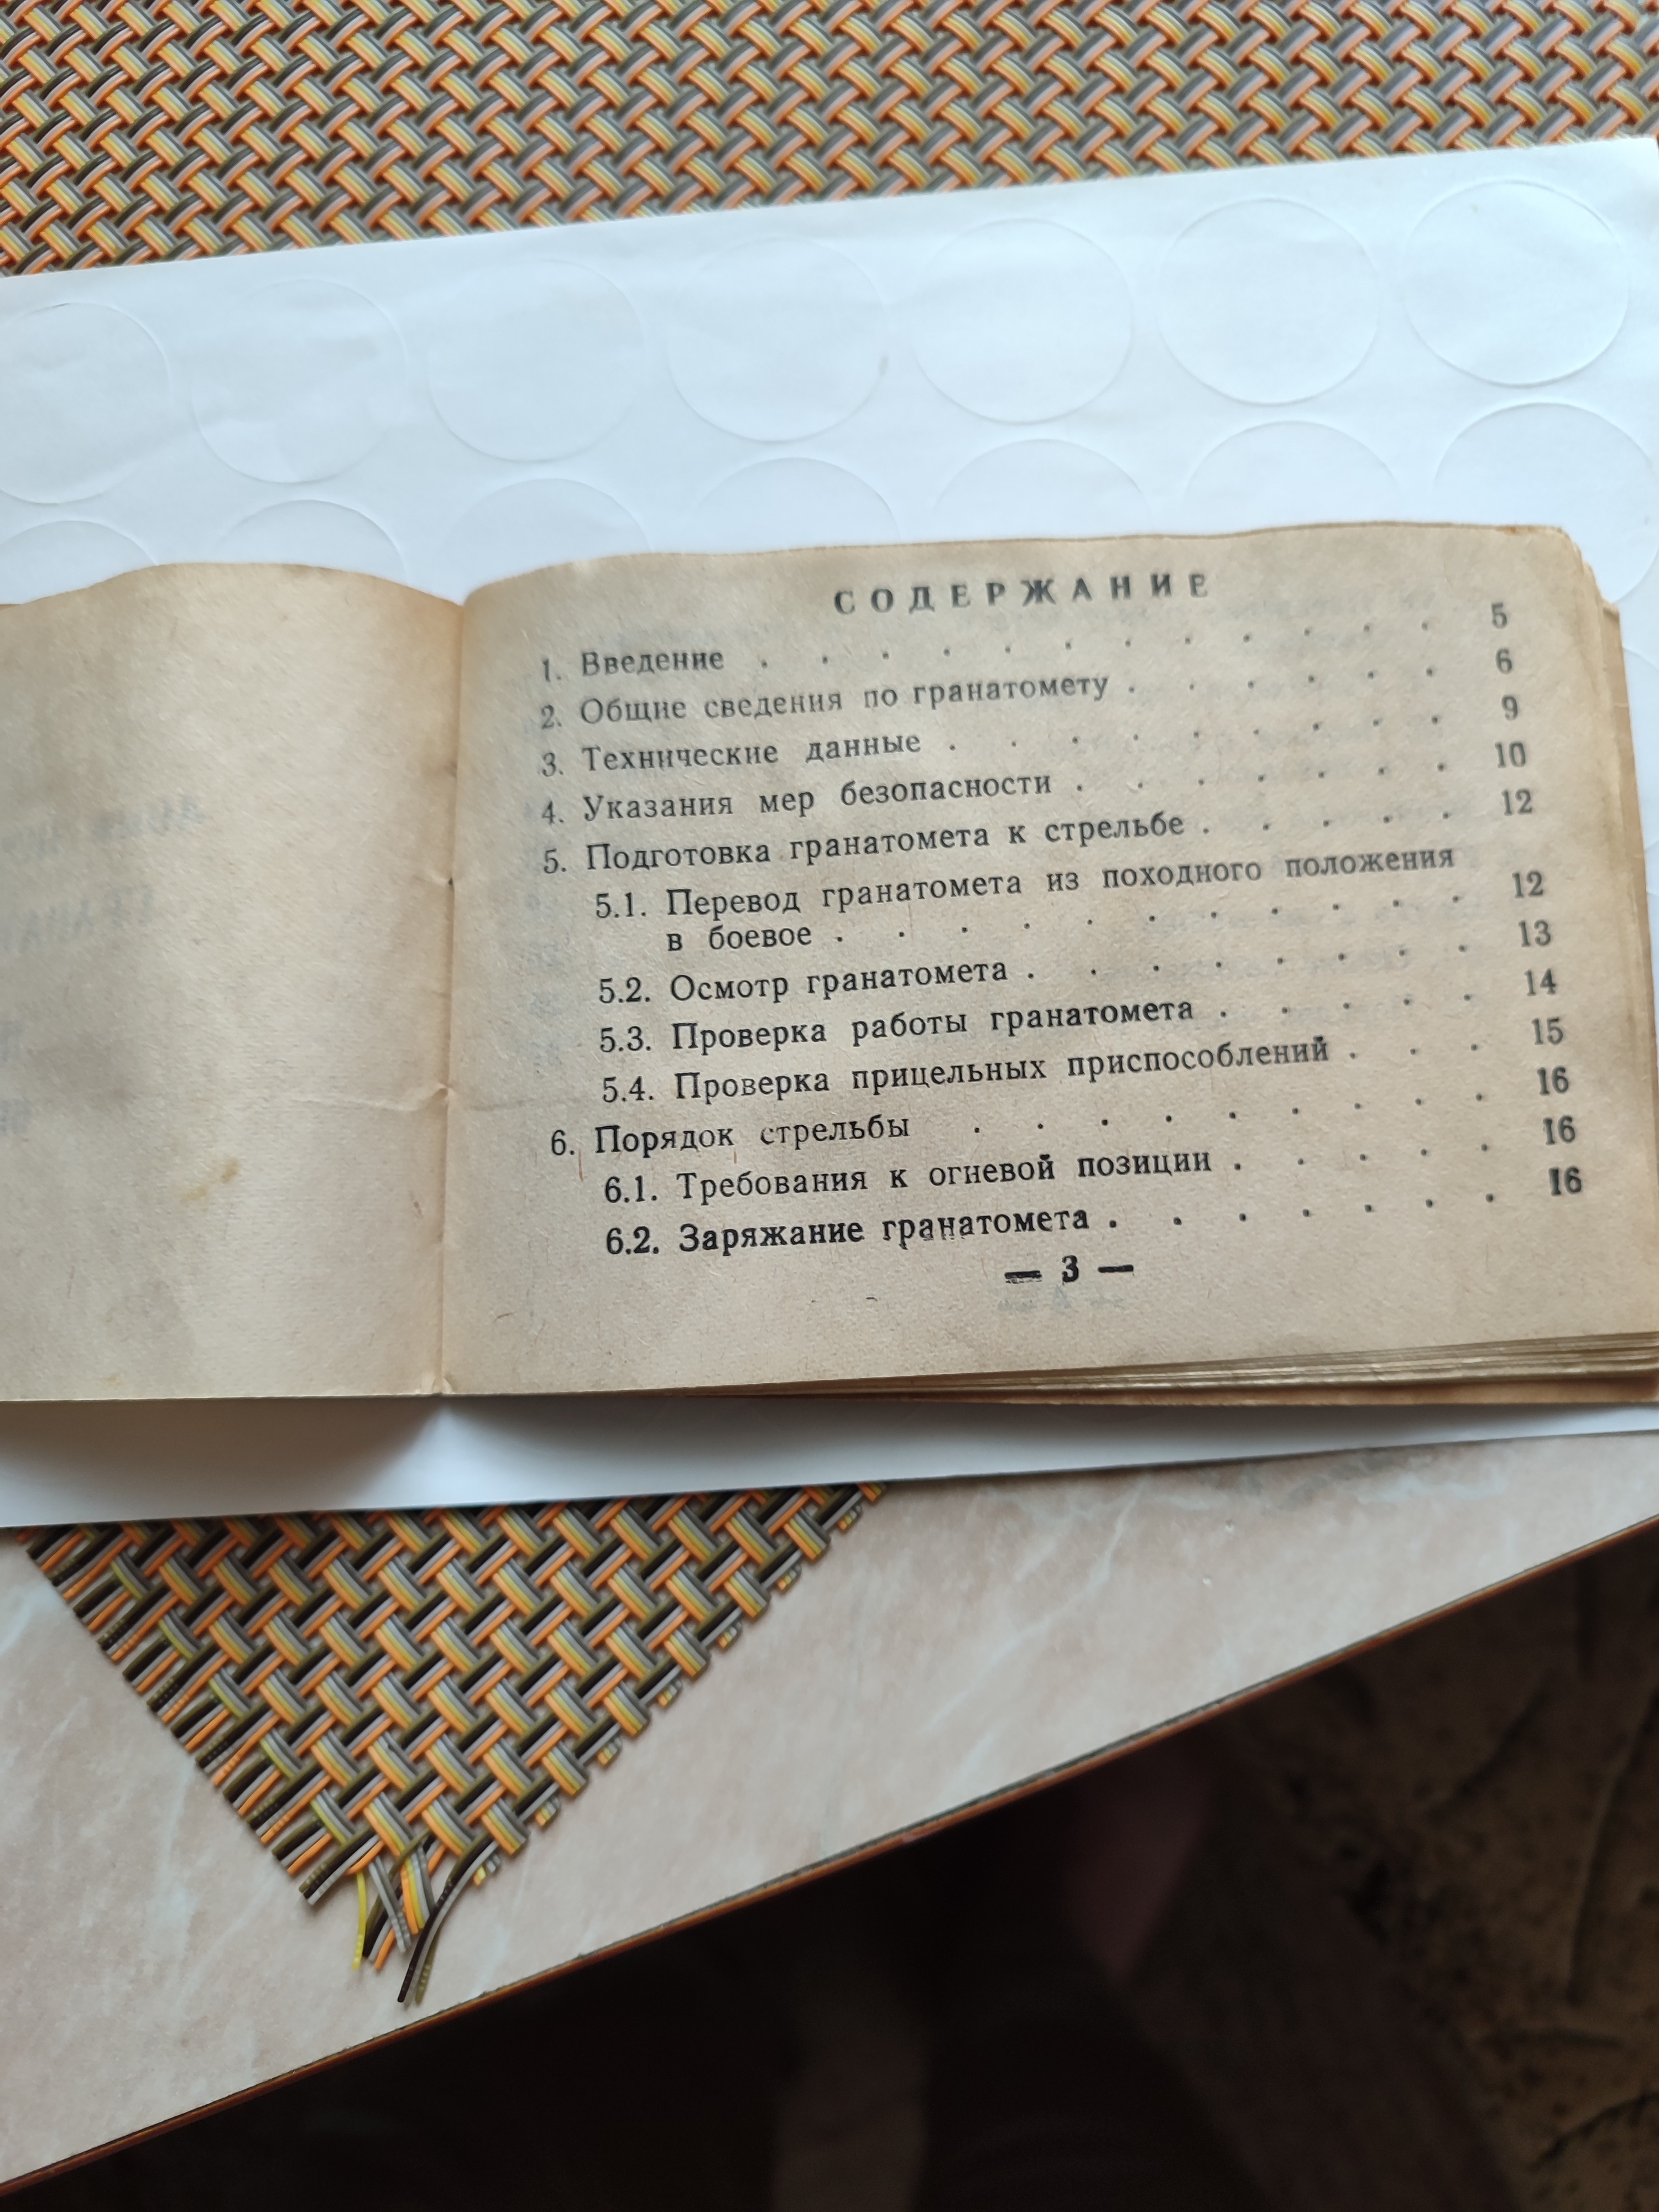 СОДЕРЖАНИЕ
1. Введение . . . . . . . . . . . . 5
2. Общие сведения по гранатомету . . . . . . 6
3. Технические данные . . . . . . . . . 9
4. Указания мер безопасности . . . . . . . 10
5. Подготовка гранатомета к стрельбе . . . . . 12
5.1. Перевод гранатомета из походного положения
в боевое . . . . . . . . . . . 12
5.2. Осмотр гранатомета . . . . . . . . 13
5.3. Проверка работы гранатомета . . . . . 14
5.4. Проверка прицельных приспособлений . . . 15
6. Порядок стрельбы . . . . . . . . . 16
6.1. Требования к огневой позиции . . . . . 16
6.2. Заряжание гранатомета . . . . . . . 16
— 3 —